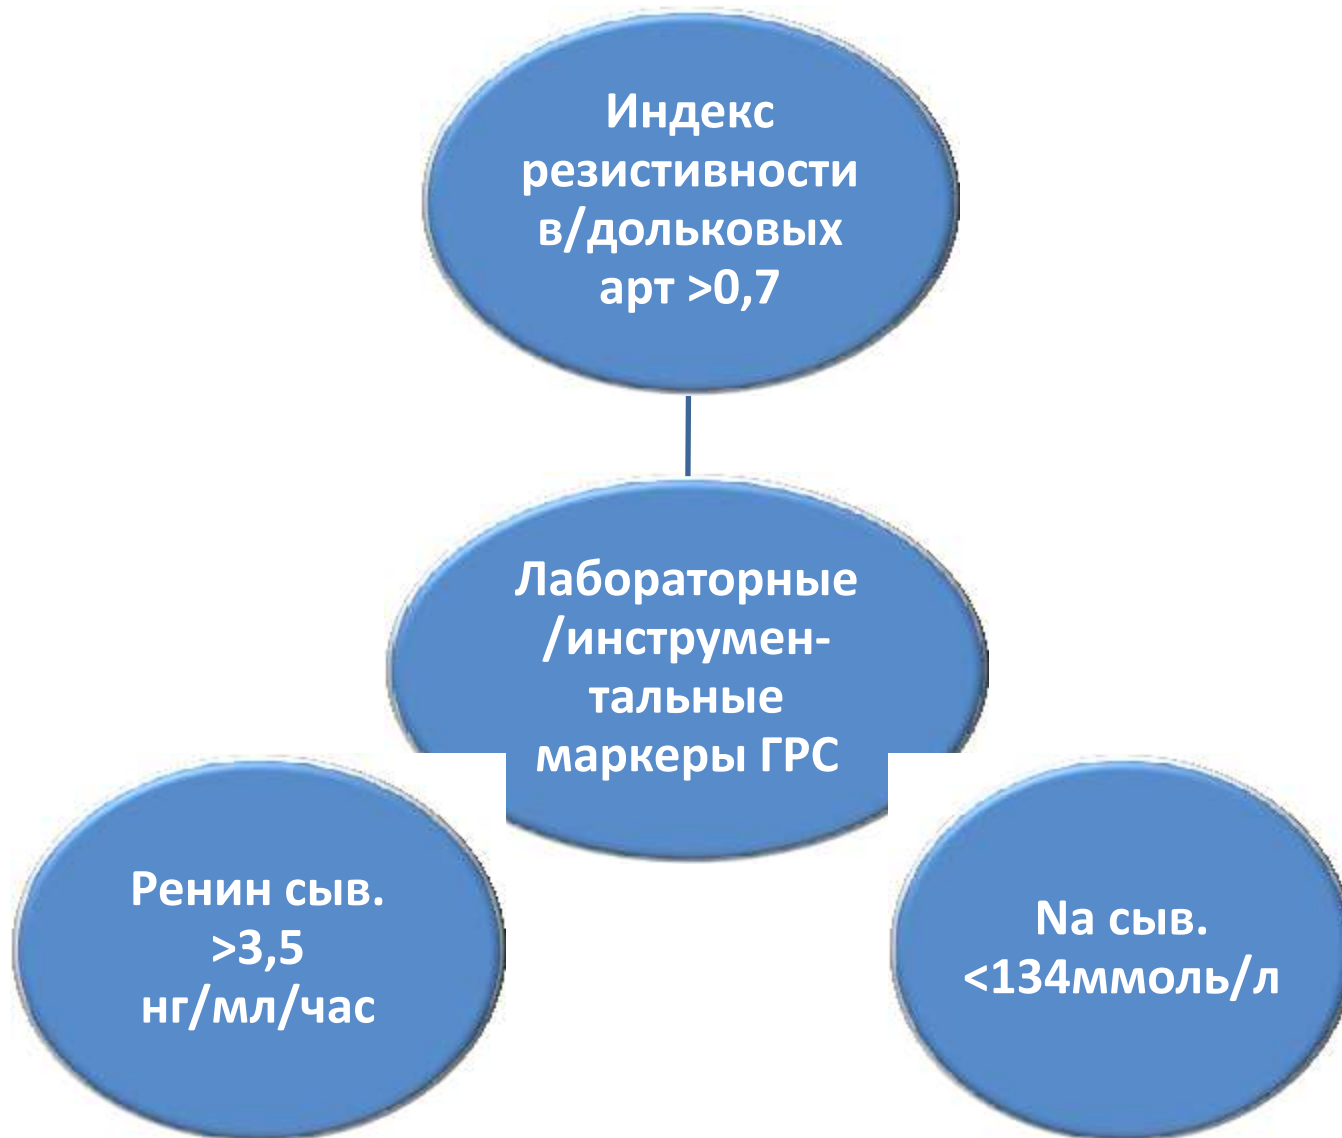 Индекс
резистивности
в/дольковых
арт >0,7
Лабораторные
/инструмен-
тальные
маркеры ГРС
Ренин сыв.
>3,5
нг/мл/час
Na сыв.
<134ммоль/л